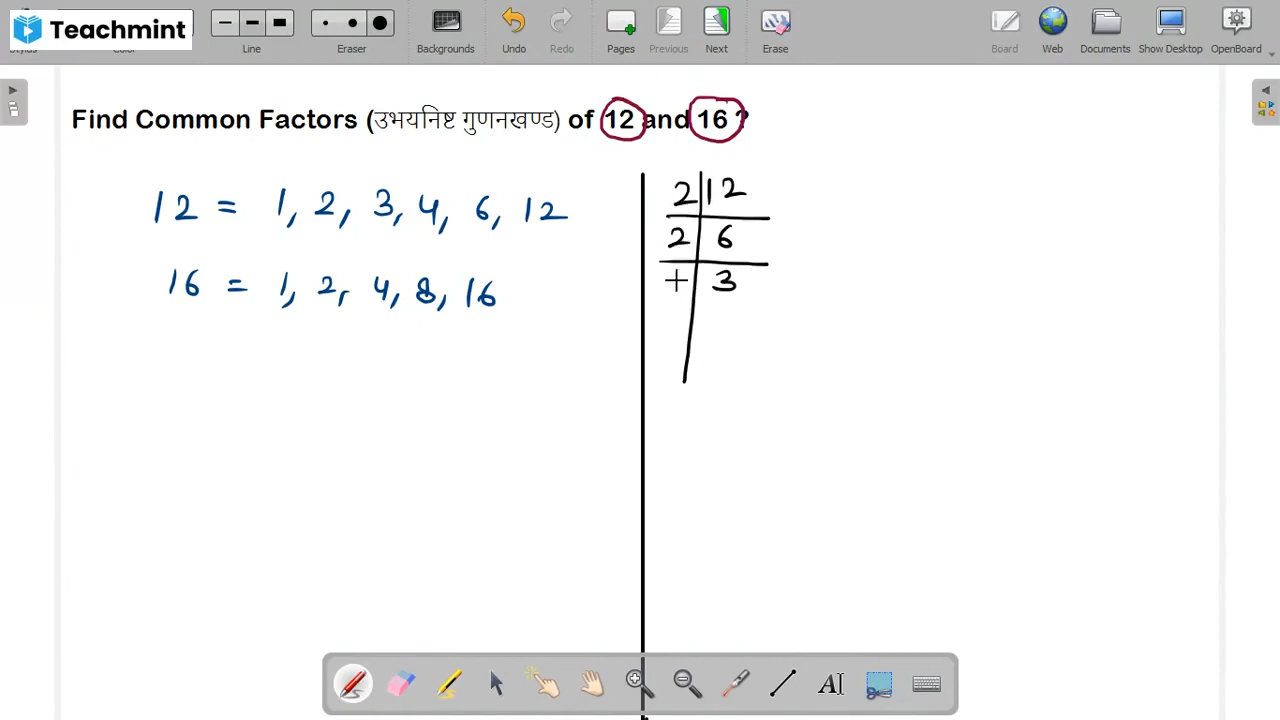 Teachmint
Line
Eraser
Backgrounds
Undo
Redo
Pages
Previous
Next
Erase
Board
Web
Documents
Show Desktop
OpenBoard
Find Common Factors (उभयनिष्ट गुणनखण्ड) of 12 and 16 ?
12 = 1, 2, 3, 4, 6, 12
16 = 1, 2, 4, 8, 16
2 | 12
2 | 6
+ | 3
AI